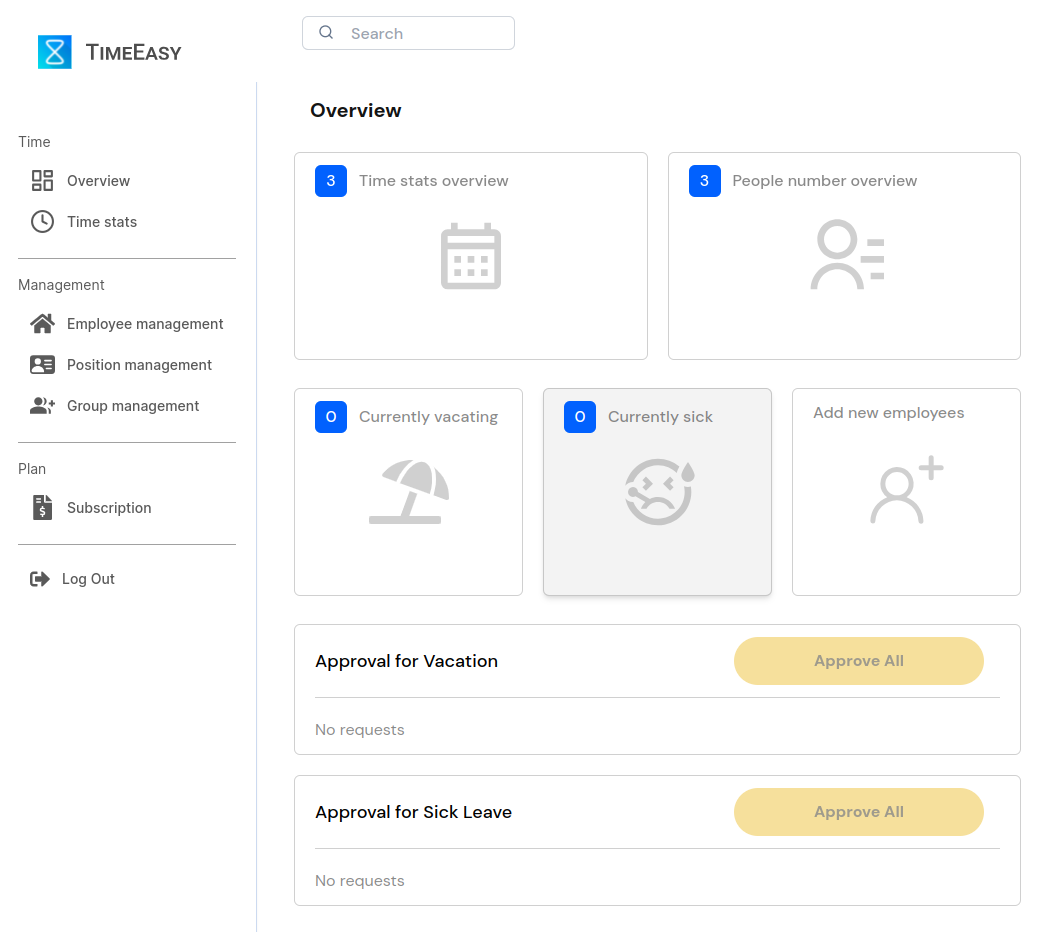 TimeEasy
Search
Time
Overview
Time stats
Management
Employee management
Position management
Group management
Plan
$
Subscription
Log Out
Overview
3 Time stats overview
3 People number overview
0 Currently vacating
0 Currently sick
Add new employees
Approval for Vacation
Approve All
No requests
Approval for Sick Leave
Approve All
No requests